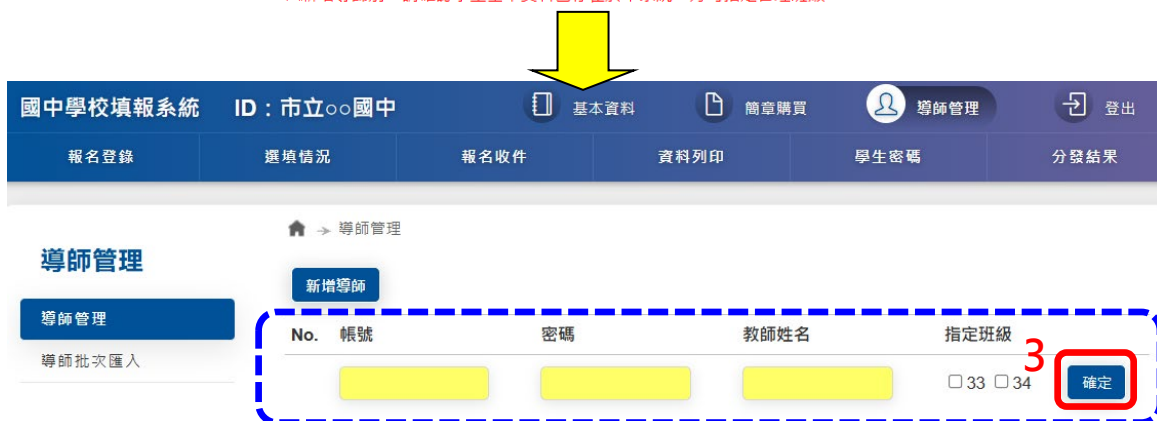 國中學校填報系統 ID：市立○○國中 基本資料 簡章購買 導師管理 登出
報名登錄 選填情況 報名收件 資料列印 學生密碼 分發結果
導師管理
導師管理
新增導師
導師管理
導師批次匯入
No. 帳號 密碼 教師姓名 指定班級
3
33 34 確定